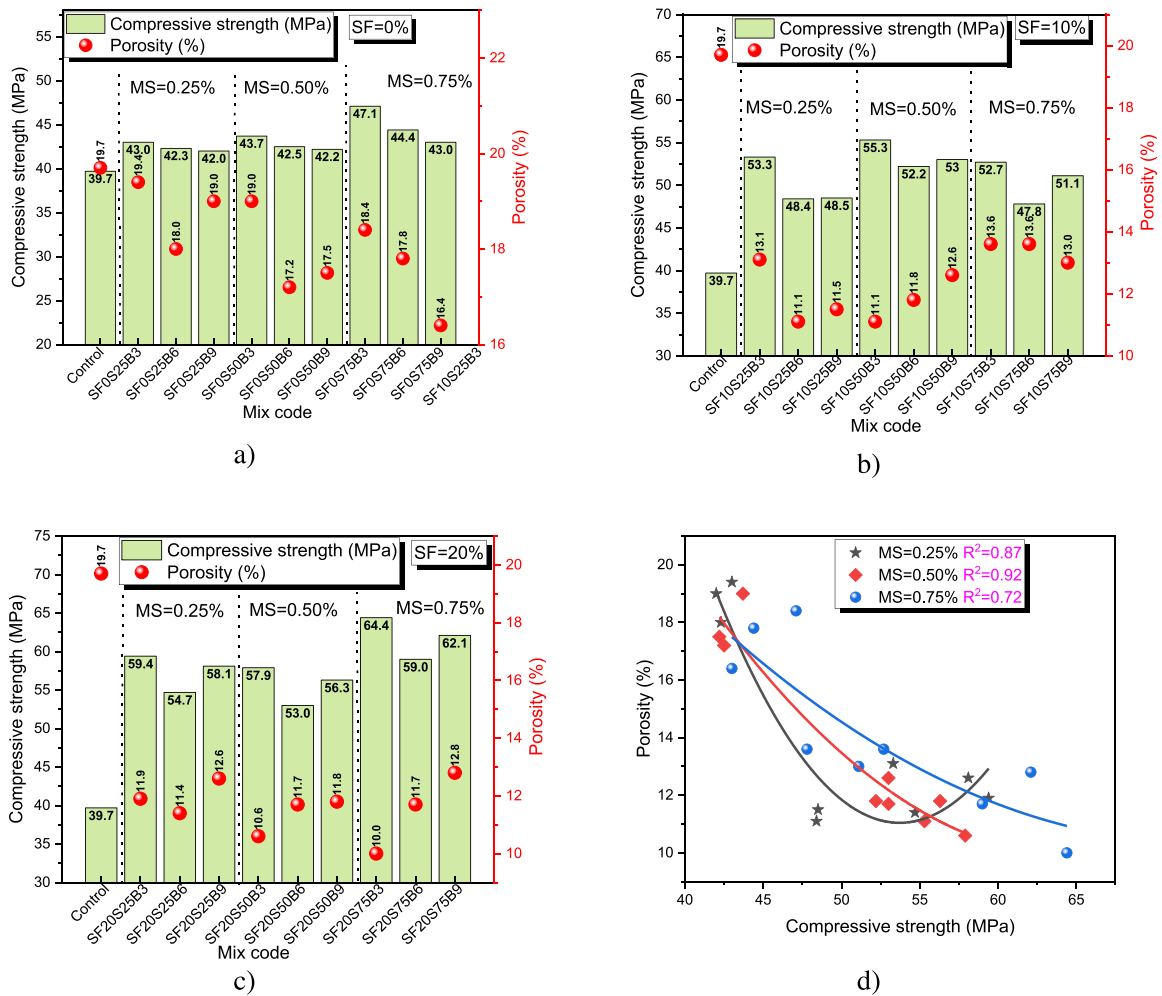 Compressive strength (MPa)
Porosity (%)
SF=0%
MS=0.25%
MS=0.50%
MS=0.75%
55
50
45
40
35
30
25
20
Compressive strength (MPa)
39.7
43.0
42.3
42.0
43.7
42.5
42.2
47.1
44.4
43.0
19.7
19.4
18.0
19.0
19.0
17.2
17.5
18.4
17.8
16.4
22
20
18
16
Porosity (%)
Control
SF0S25B3
SF0S25B6
SF0S25B9
SF0S50B3
SF0S50B6
SF0S50B9
SF0S75B3
SF0S75B6
SF0S75B9
SF10S25B3
Mix code
a)
Compressive strength (MPa)
Porosity (%)
SF=10%
MS=0.25%
MS=0.50%
MS=0.75%
70
65
60
55
50
45
40
35
30
Compressive strength (MPa)
39.7
53.3
48.4
48.5
55.3
52.2
53
52.7
47.8
51.1
19.7
13.1
11.1
11.5
11.1
11.8
12.6
13.6
13.6
13.0
20
18
16
14
12
10
Porosity (%)
Control
SF10S25B3
SF10S25B6
SF10S25B9
SF10S50B3
SF10S50B6
SF10S50B9
SF10S75B3
SF10S75B6
SF10S75B9
Mix code
b)
Compressive strength (MPa)
Porosity (%)
SF=20%
MS=0.25%
MS=0.50%
MS=0.75%
75
70
65
60
55
50
45
40
35
30
Compressive strength (MPa)
39.7
59.4
54.7
58.1
57.9
53.0
56.3
64.4
59.0
62.1
19.7
11.9
11.4
12.6
10.6
11.7
11.8
10.0
11.7
12.8
20
18
16
14
12
10
Porosity (%)
Control
SF20S25B3
SF20S25B6
SF20S25B9
SF20S50B3
SF20S50B6
SF20S50B9
SF20S75B3
SF20S75B6
SF20S75B9
Mix code
c)
MS=0.25% R²=0.87
MS=0.50% R²=0.92
MS=0.75% R²=0.72
20
18
16
14
12
10
Porosity (%)
40
45
50
55
60
65
Compressive strength (MPa)
d)